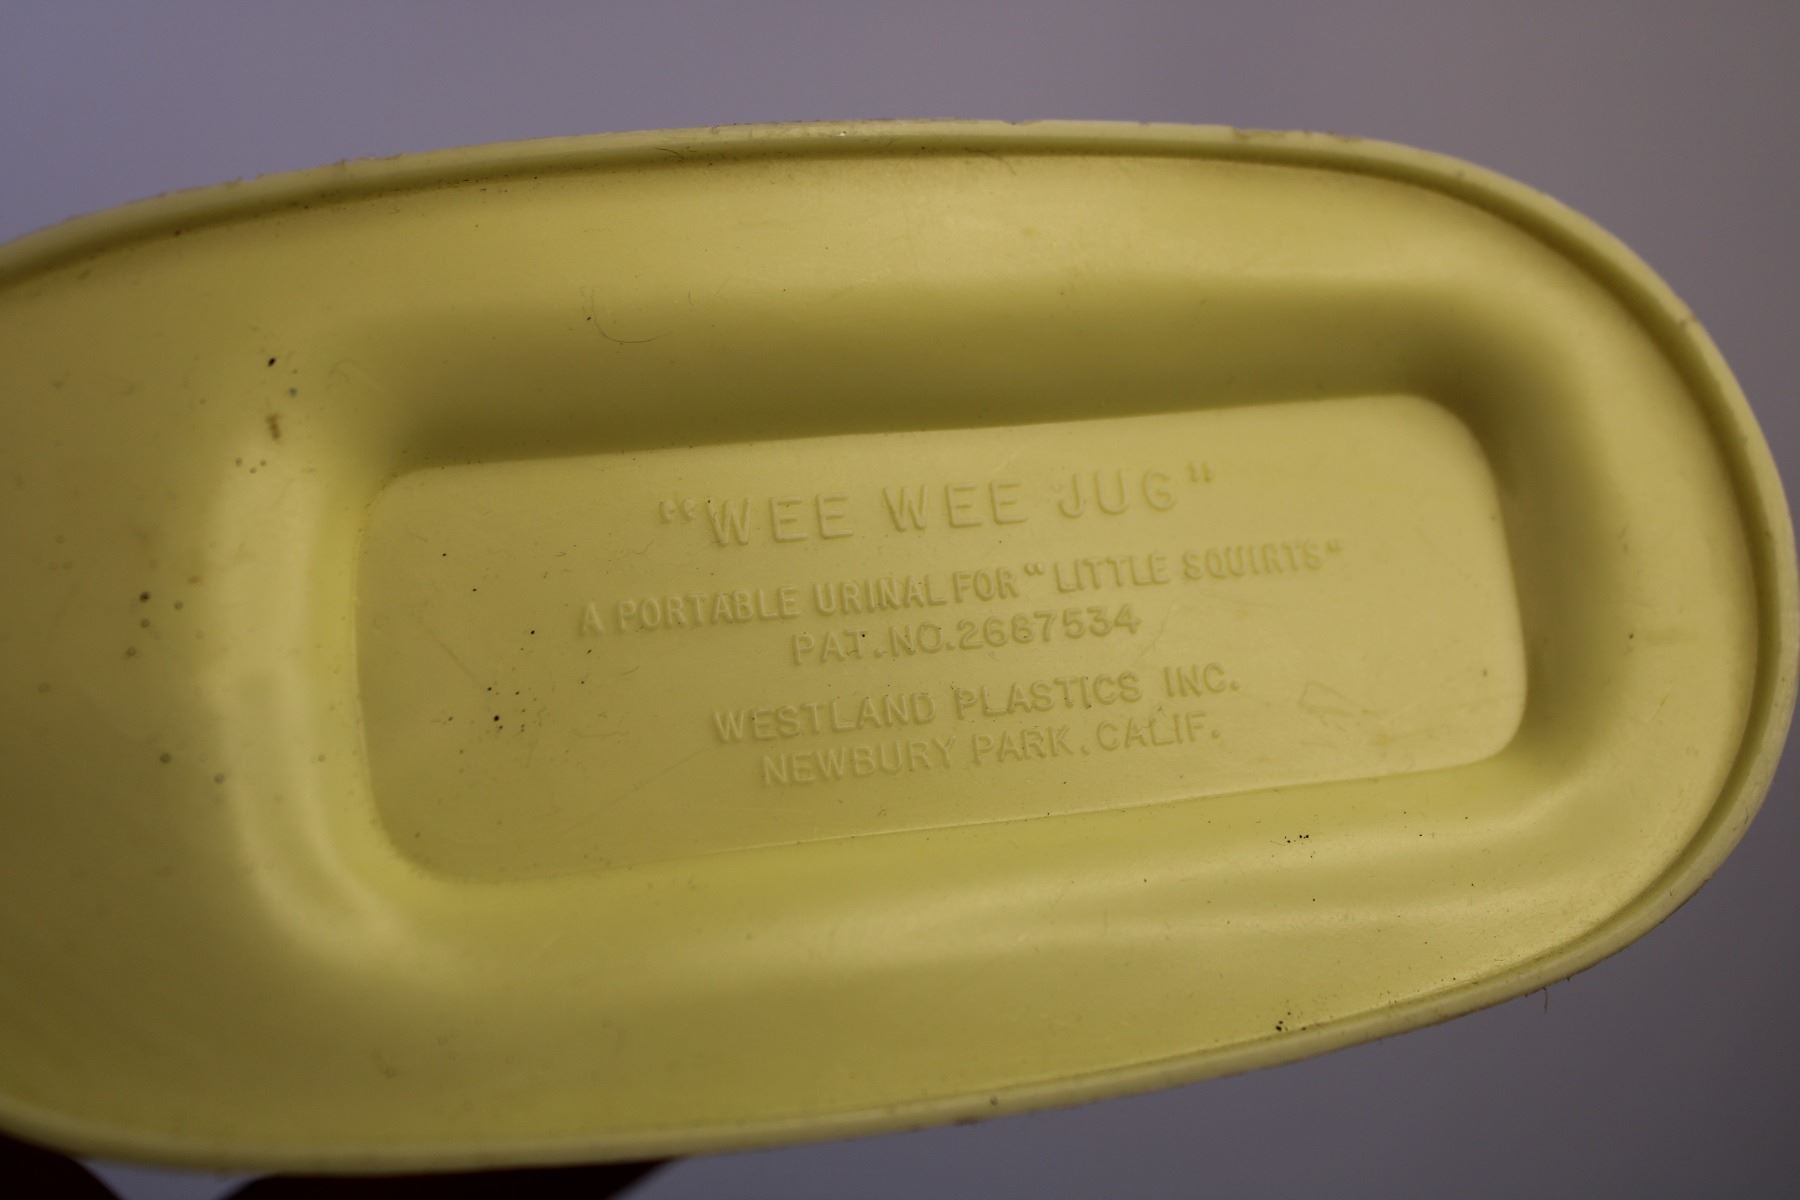 “WEE WEE JUG"
A PORTABLE URINAL FOR “LITTLE SQUIRTS“
PAT. NO. 2687534
WESTLAND PLASTICS INC.
NEWBURY PARK, CALIF.